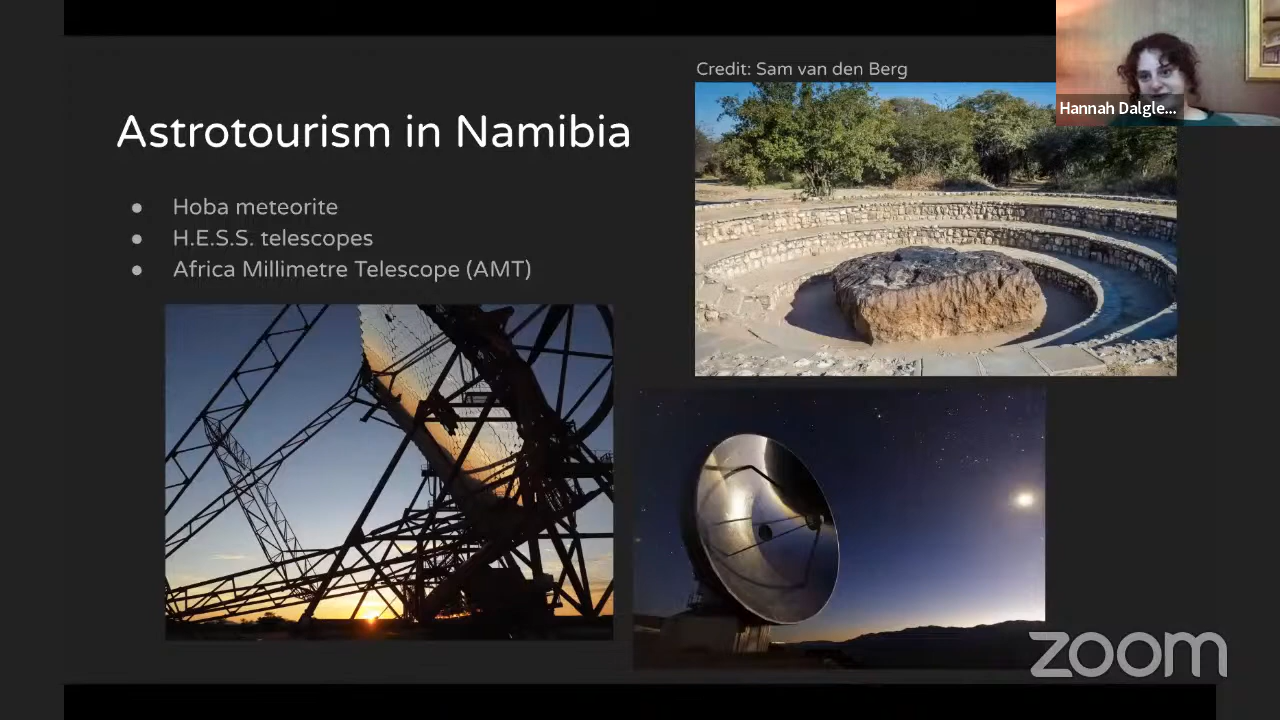 Credit: Sam van den Berg
Hannah Dalgle...
Astrotourism in Namibia
● Hoba meteorite
● H.E.S.S. telescopes
● Africa Millimetre Telescope (AMT)
zoom